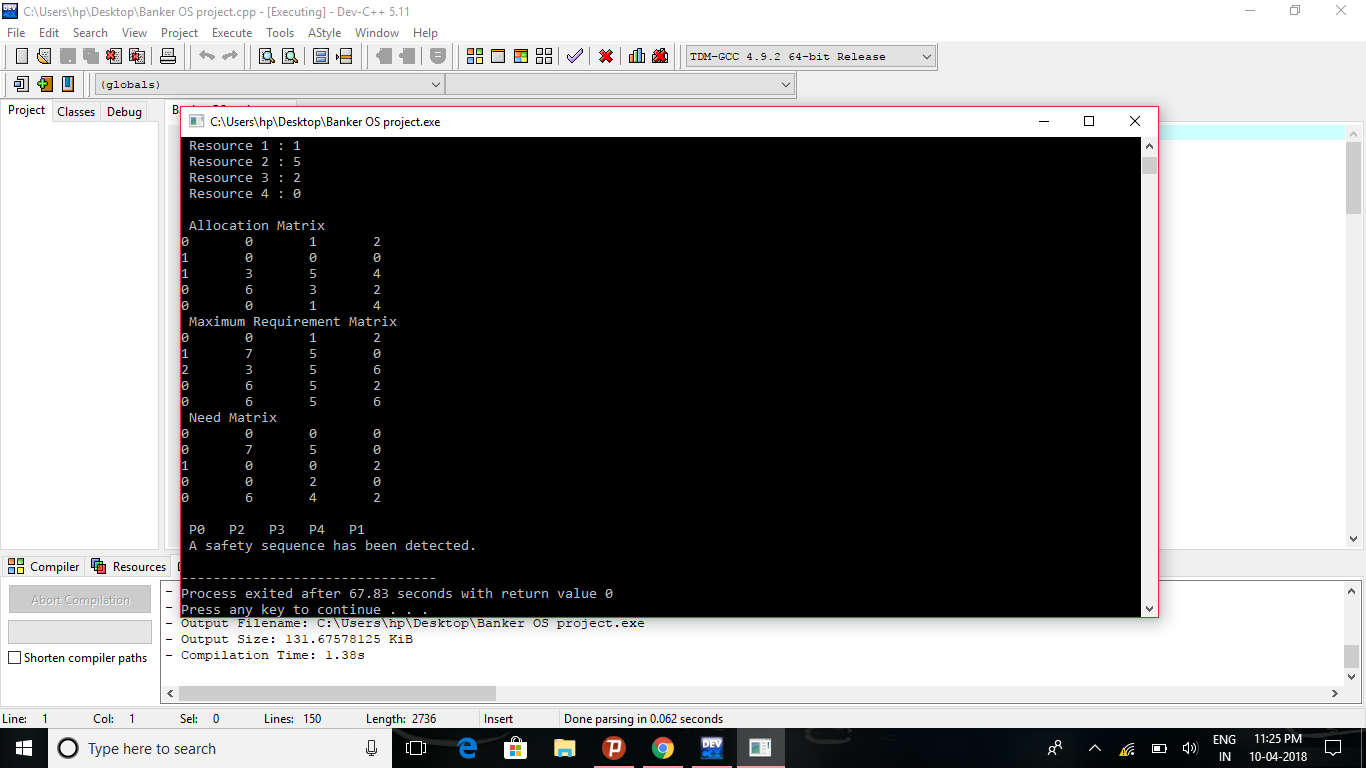 C:\Users\hp\Desktop\Banker OS project.cpp - [Executing] - Dev-C++ 5.11
File Edit Search View Project Execute Tools AStyle Window Help
TDM-GCC 4.9.2 64-bit Release
(globals)
Project Classes Debug
C:\Users\hp\Desktop\Banker OS project.exe
Resource 1 : 1
Resource 2 : 5
Resource 3 : 2
Resource 4 : 0
Allocation Matrix
0 0 1 2
1 0 0 0
1 3 5 4
0 6 3 2
0 0 1 4
Maximum Requirement Matrix
0 0 1 2
1 7 5 0
2 3 5 6
0 6 5 2
0 6 5 6
Need Matrix
0 0 0 0
0 7 5 0
1 0 0 2
0 0 2 0
0 6 4 2
P0 P2 P3 P4 P1
A safety sequence has been detected.
--------------------------------
Process exited after 67.83 seconds with return value 0
Press any key to continue . . .
Compiler Resources
Abort Compilation
Shorten compiler paths
- Output Filename: C:\Users\hp\Desktop\Banker OS project.exe
- Output Size: 131.67578125 KiB
- Compilation Time: 1.38s
Line: 1 Col: 1 Sel: 0 Lines: 150 Length: 2736 Insert Done parsing in 0.062 seconds
Type here to search
DEV
ENG
IN
11:25 PM
10-04-2018